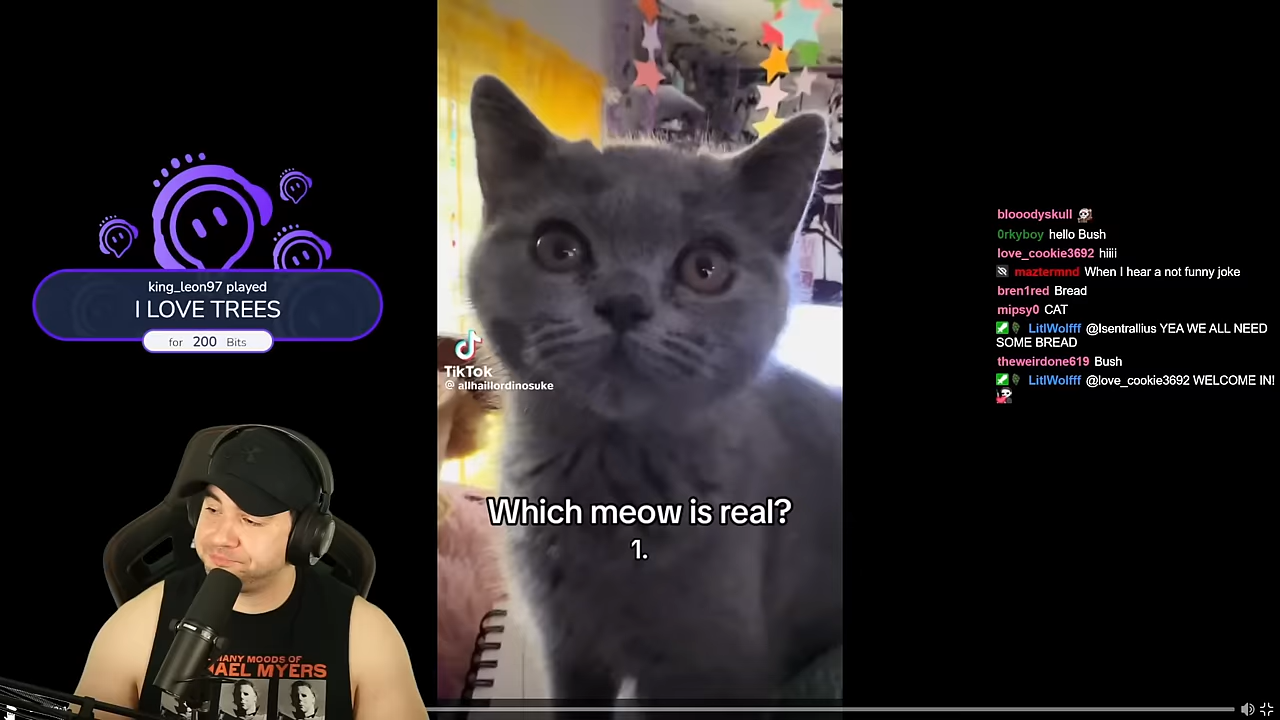 king_leon97 played
I LOVE TREES
for 200 Bits
TikTok
@ allhaillordinosuke
Which meow is real?
1.
MANY MOODS OF
HAEL MYERS
blooodyskull
0rkyboy hello Bush
love_cookie3692 hiiii
maztermnd When I hear a not funny joke
bren1red Bread
mipsy0 CAT
LitlWolfff @lsentrallius YEA WE ALL NEED
SOME BREAD
theweirdone619 Bush
LitlWolfff @love_cookie3692 WELCOME IN!